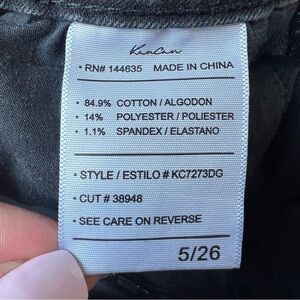 KanCan
• RN# 144635 MADE IN CHINA
• 84.9% COTTON / ALGODON
• 14% POLYESTER / POLIESTER
• 1.1% SPANDEX / ELASTANO
• STYLE / ESTILO # KC7273DG
• CUT # 38948
• SEE CARE ON REVERSE
5/26